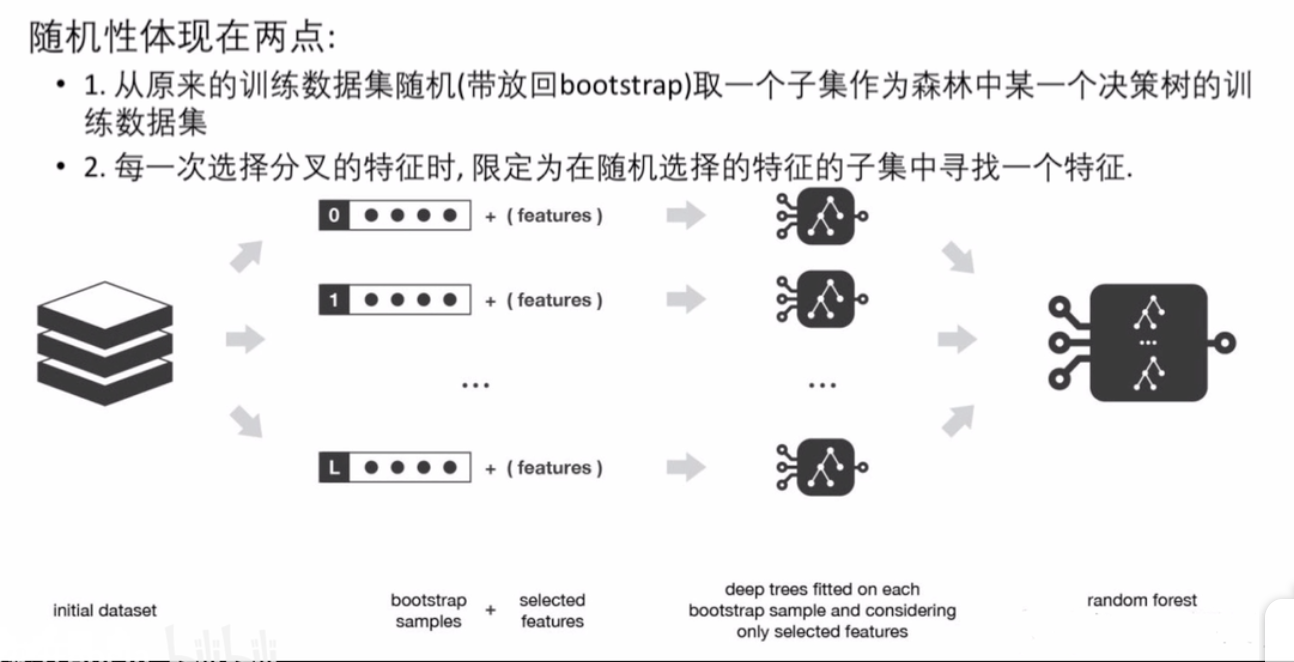 随机性体现在两点:
• 1. 从原来的训练数据集随机(带放回bootstrap)取一个子集作为森林中某一个决策树的训
练数据集
• 2. 每一次选择分叉的特征时, 限定为在随机选择的特征的子集中寻找一个特征.
0 + ( features )
1 + ( features )
...
...
L + ( features )
initial dataset
bootstrap
samples
+
selected
features
deep trees fitted on each
bootstrap sample and considering
only selected features
random forest
bilibili